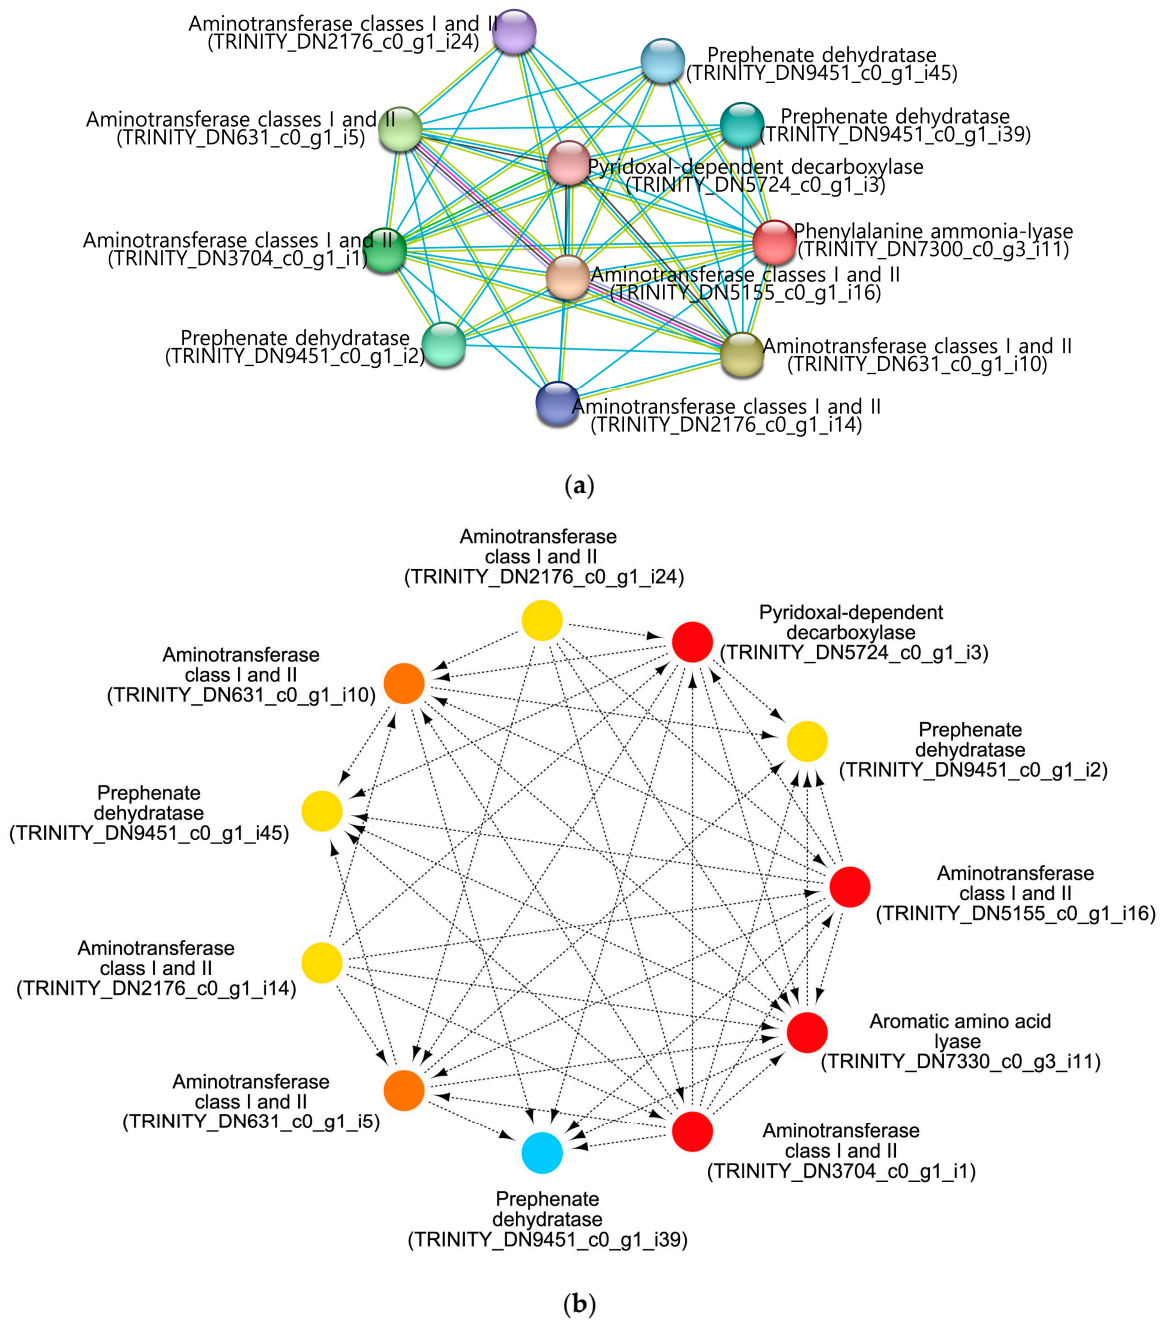 Aminotransferase classes I and II
(TRINITY_DN2176_c0_g1_i24)
Prephenate dehydratase
(TRINITY_DN9451_c0_g1_i45)
Aminotransferase classes I and II
(TRINITY_DN631_c0_g1_i5)
Prephenate dehydratase
(TRINITY_DN9451_c0_g1_i39)
Pyridoxal-dependent decarboxylase
(TRINITY_DN5724_c0_g1_i3)
Aminotransferase classes I and II
(TRINITY_DN3704_c0_g1_i1)
Phenylalanine ammonia-lyase
(TRINITY_DN7300_c0_g3_i11)
Aminotransferase classes I and II
(TRINITY_DN5155_c0_g1_i16)
Prephenate dehydratase
(TRINITY_DN9451_c0_g1_i2)
Aminotransferase classes I and II
(TRINITY_DN631_c0_g1_i10)
Aminotransferase classes I and II
(TRINITY_DN2176_c0_g1_i14)
(a)
Aminotransferase
class I and II
(TRINITY_DN2176_c0_g1_i24)
Pyridoxal-dependent
decarboxylase
(TRINITY_DN5724_c0_g1_i3)
Aminotransferase
class I and II
(TRINITY_DN631_c0_g1_i10)
Prephenate
dehydratase
(TRINITY_DN9451_c0_g1_i2)
Prephenate
dehydratase
(TRINITY_DN9451_c0_g1_i45)
Aminotransferase
class I and II
(TRINITY_DN5155_c0_g1_i16)
Aminotransferase
class I and II
(TRINITY_DN2176_c0_g1_i14)
Aromatic amino acid
lyase
(TRINITY_DN7330_c0_g3_i11)
Aminotransferase
class I and II
(TRINITY_DN631_c0_g1_i5)
Aminotransferase
class I and II
(TRINITY_DN3704_c0_g1_i1)
Prephenate
dehydratase
(TRINITY_DN9451_c0_g1_i39)
(b)